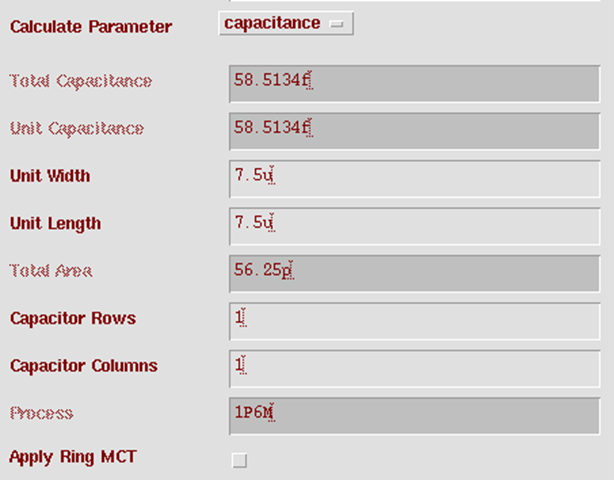 Calculate Parameter capacitance
Total Capacitance 58.5134f
Unit Capacitance 58.5134f
Unit Width 7.5u
Unit Length 7.5u
Total Area 56.25p
Capacitor Rows 1
Capacitor Columns 1
Process 1P6M
Apply Ring MCT